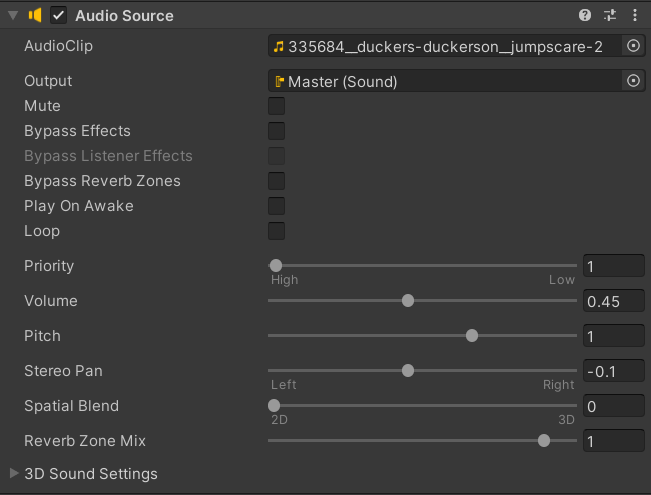 Audio Source
AudioClip 335684__duckers-duckerson__jumpscare-2
Output Master (Sound)
Mute
Bypass Effects
Bypass Listener Effects
Bypass Reverb Zones
Play On Awake
Loop
Priority 1
High Low
Volume 0.45
Pitch 1
Stereo Pan -0.1
Left Right
Spatial Blend 0
2D 3D
Reverb Zone Mix 1
3D Sound Settings